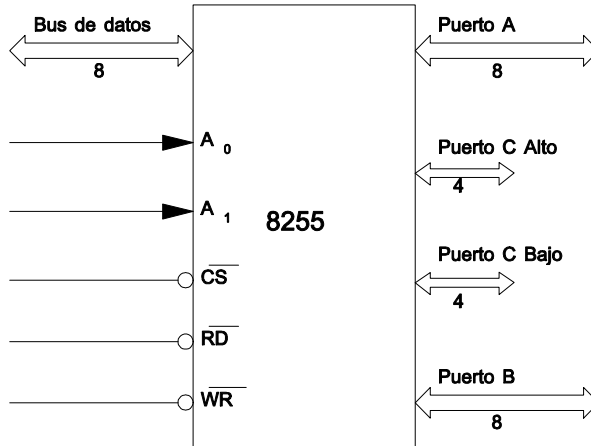 Bus de datos
8
A 0
A 1
CS
RD
WR
8255
Puerto A
8
Puerto C Alto
4
Puerto C Bajo
4
Puerto B
8